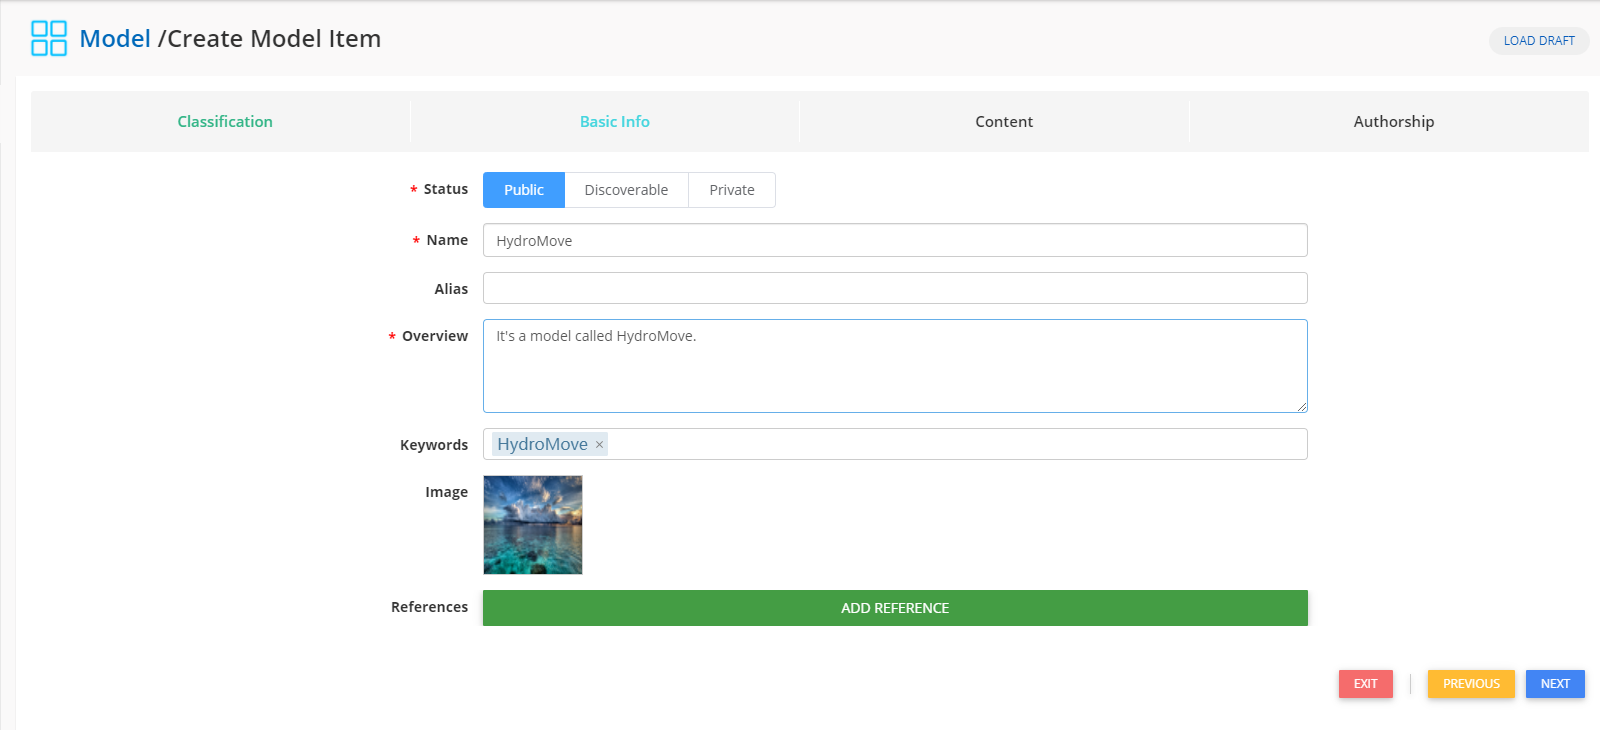 Model /Create Model Item
LOAD DRAFT
Classification
Basic Info
Content
Authorship
* Status
Public
Discoverable
Private
* Name
HydroMove
Alias
* Overview
It's a model called HydroMove.
Keywords
HydroMove ×
Image
References
ADD REFERENCE
EXIT
PREVIOUS
NEXT